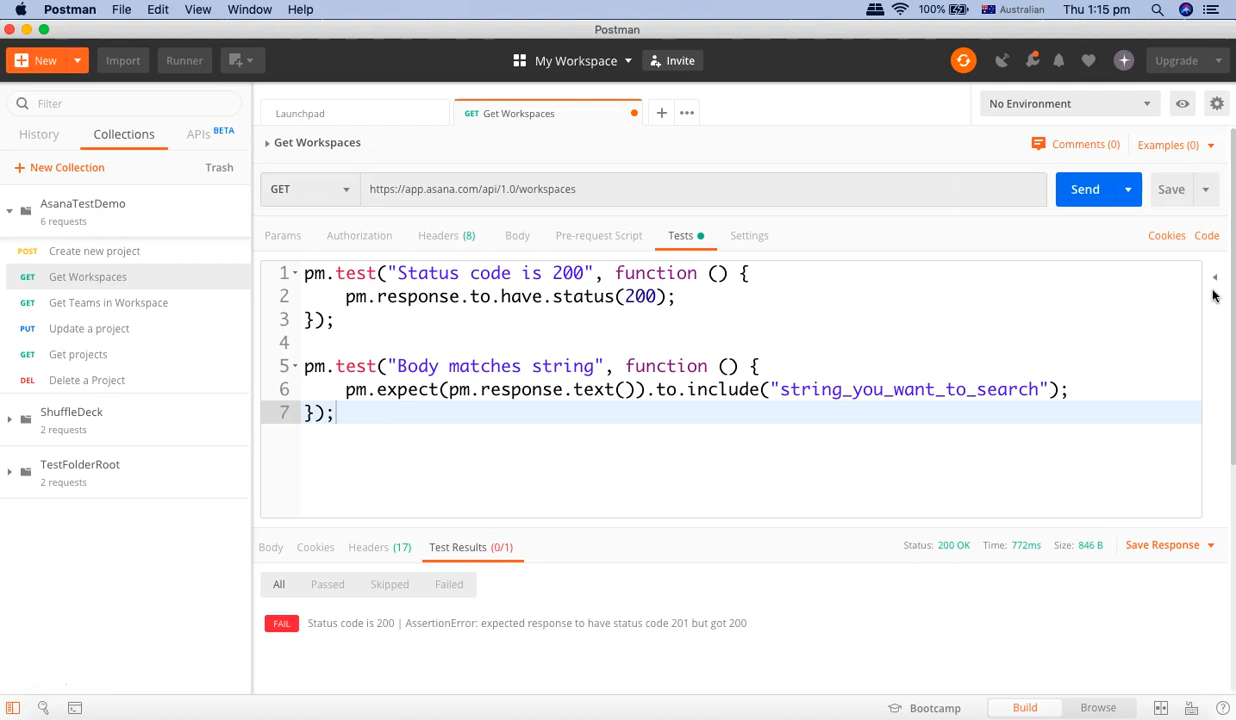 Postman File Edit View Window Help 100% Australian Thu 1:15 pm
Postman
New Import Runner My Workspace Invite Upgrade
Filter
Launchpad GET Get Workspaces No Environment
History Collections APIs BETA
Get Workspaces Comments (0) Examples (0)
New Collection Trash
GET https://app.asana.com/api/1.0/workspaces Send Save
AsanaTestDemo
6 requests
Params Authorization Headers (8) Body Pre-request Script Tests Settings Cookies Code
POST Create new project
GET Get Workspaces
GET Get Teams in Workspace
PUT Update a project
GET Get projects
DEL Delete a Project
ShuffleDeck
2 requests
TestFolderRoot
2 requests
1 pm.test("Status code is 200", function () {
2 pm.response.to.have.status(200);
3 });
4
5 pm.test("Body matches string", function () {
6 pm.expect(pm.response.text()).to.include("string_you_want_to_search");
7 });
Body Cookies Headers (17) Test Results (0/1) Status: 200 OK Time: 772ms Size: 846 B Save Response
All Passed Skipped Failed
FAIL Status code is 200 | AssertionError: expected response to have status code 201 but got 200
Bootcamp Build Browse